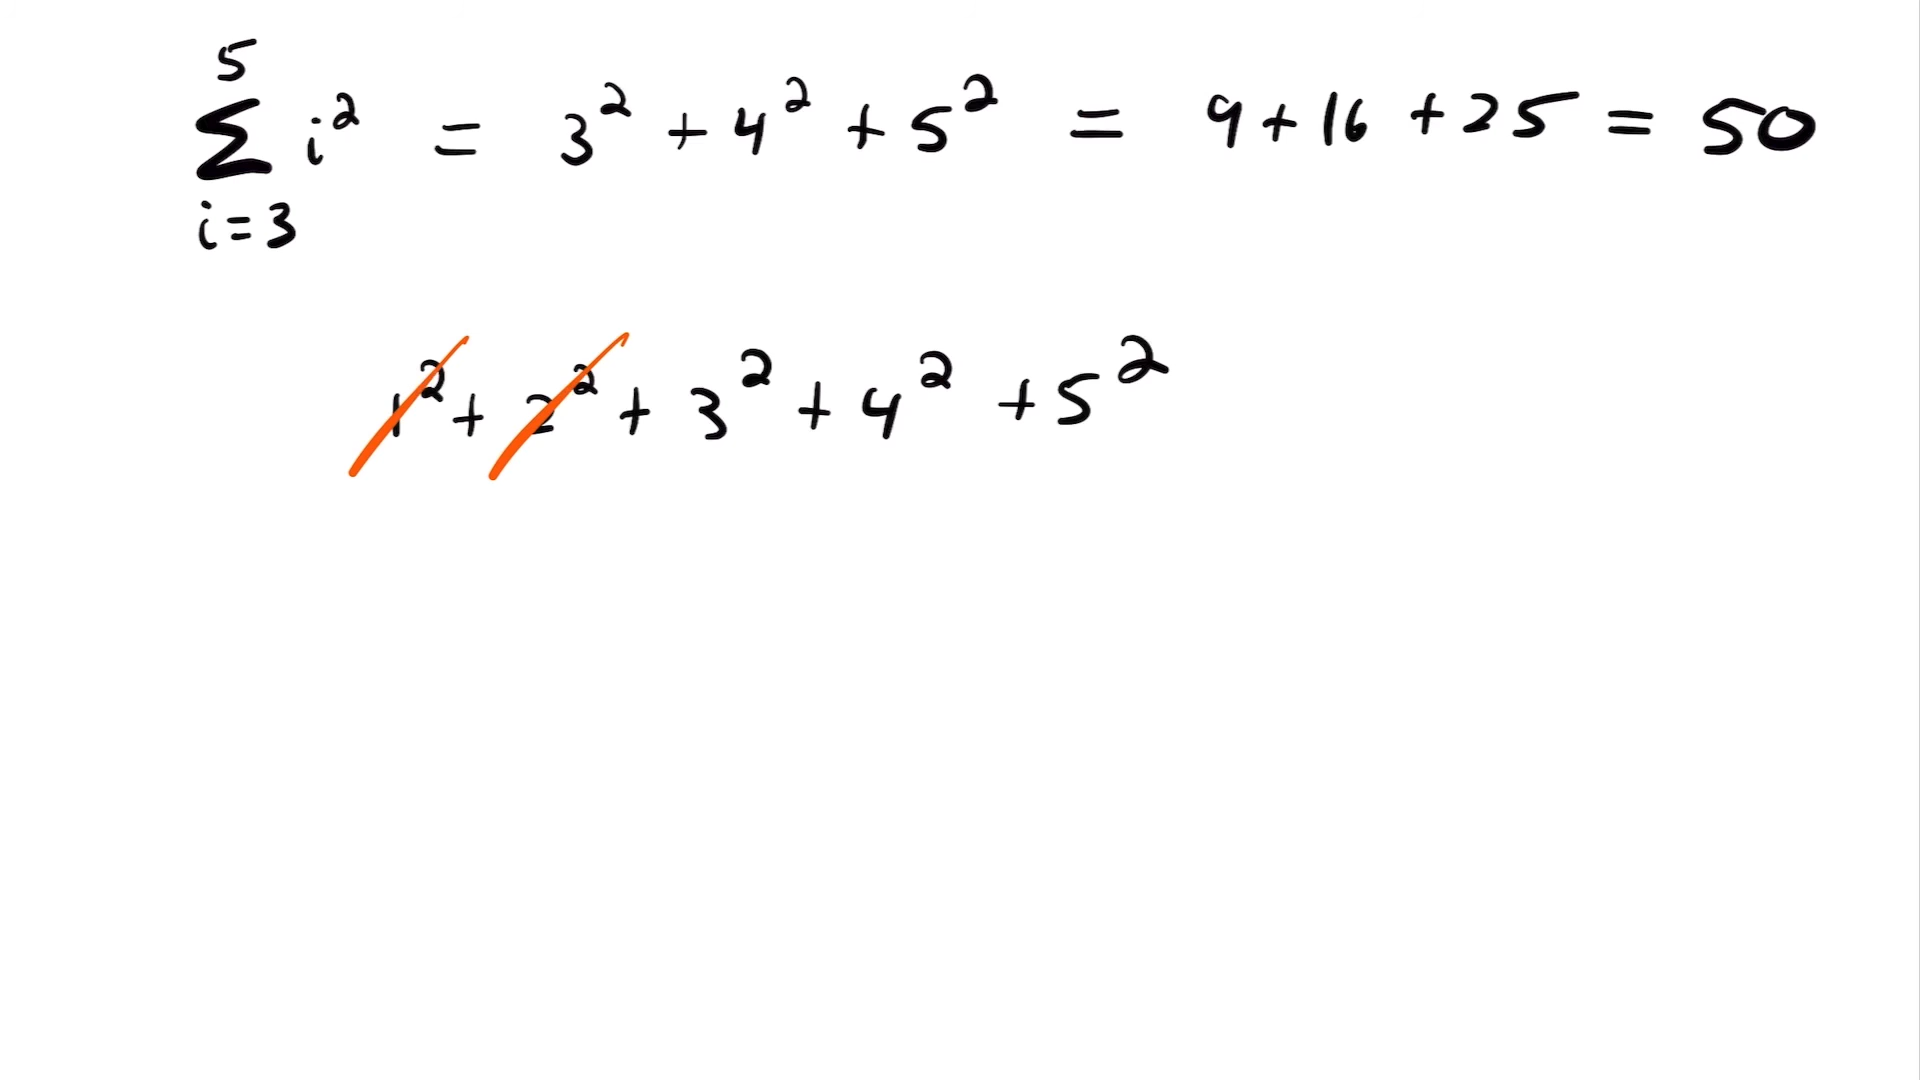 5
∑ i² = 3² + 4² + 5² = 9 + 16 + 25 = 50
i=3
1² + 2² + 3² + 4² + 5²